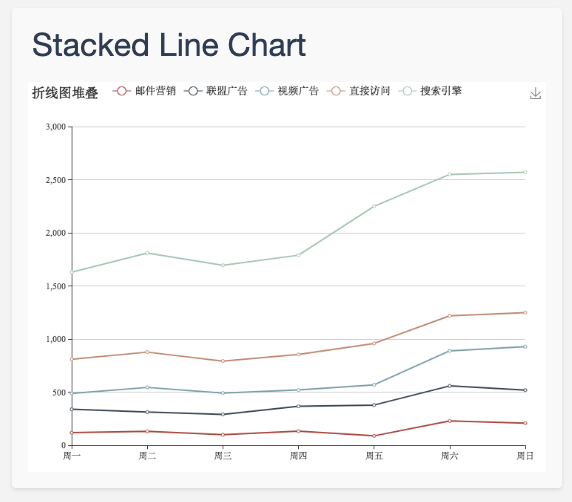 Stacked Line Chart
折线图堆叠
邮件营销 联盟广告 视频广告 直接访问 搜索引擎
3,000
2,500
2,000
1,500
1,000
500
0
周一 周二 周三 周四 周五 周六 周日